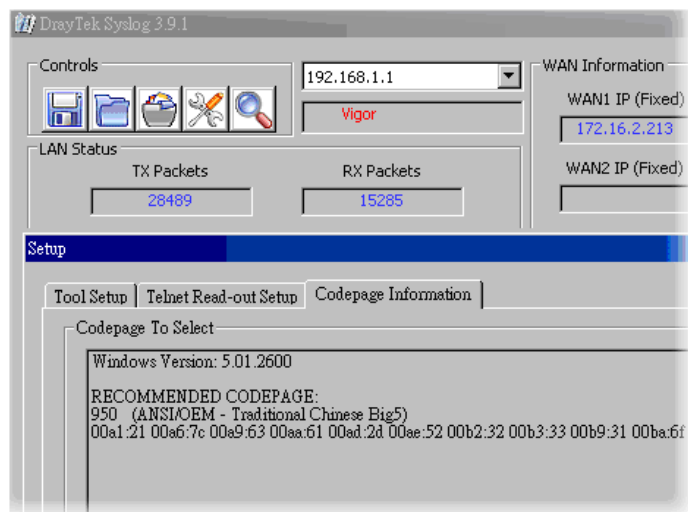 DrayTek Syslog 3.9.1
Controls
192.168.1.1
WAN Information
Vigor
WAN1 IP (Fixed)
172.16.2.213
LAN Status
TX Packets
RX Packets
WAN2 IP (Fixed)
28489
15285
Setup
Tool Setup
Telnet Read-out Setup
Codepage Information
Codepage To Select
Windows Version: 5.01.2600
RECOMMENDED CODEPAGE:
950 (ANSI/OEM - Traditional Chinese Big5)
00a1:21 00a6:7c 00a9:63 00aa:61 00ad:2d 00ae:52 00b2:32 00b3:33 00b9:31 00ba:6f